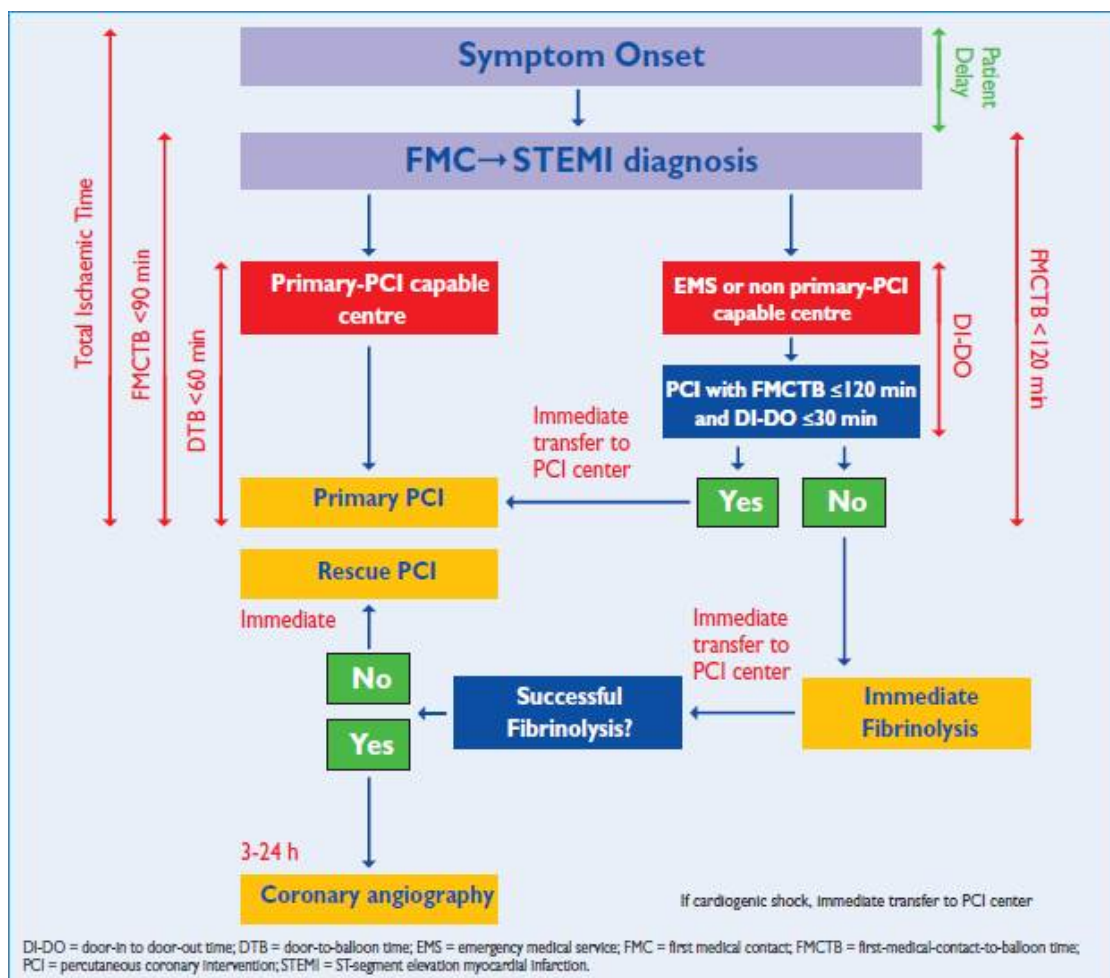 Symptom Onset
Patient
Delay
FMC→ STEMI diagnosis
Total Ischaemic Time
FMCTB <90 min
DTB <60 min
Primary-PCI capable
centre
EMS or non primary-PCI
capable centre
DI-DO
FMCTB <120 min
PCI with FMCTB ≤120 min
and DI-DO ≤30 min
Immediate
transfer to
PCI center
Primary PCI
Yes
No
Rescue PCI
Immediate
Immediate
transfer to
PCI center
No
Yes
Successful
Fibrinolysis?
Immediate
Fibrinolysis
3-24 h
Coronary angiography
If cardiogenic shock, immediate transfer to PCI center
DI-DO = door-in to door-out time; DTB = door-to-balloon time; EMS = emergency medical service; FMC = first medical contact; FMCTB = first-medical-contact-to-balloon time;
PCI = percutaneous coronary intervention; STEMI = ST-segment elevation myocardial infarction.